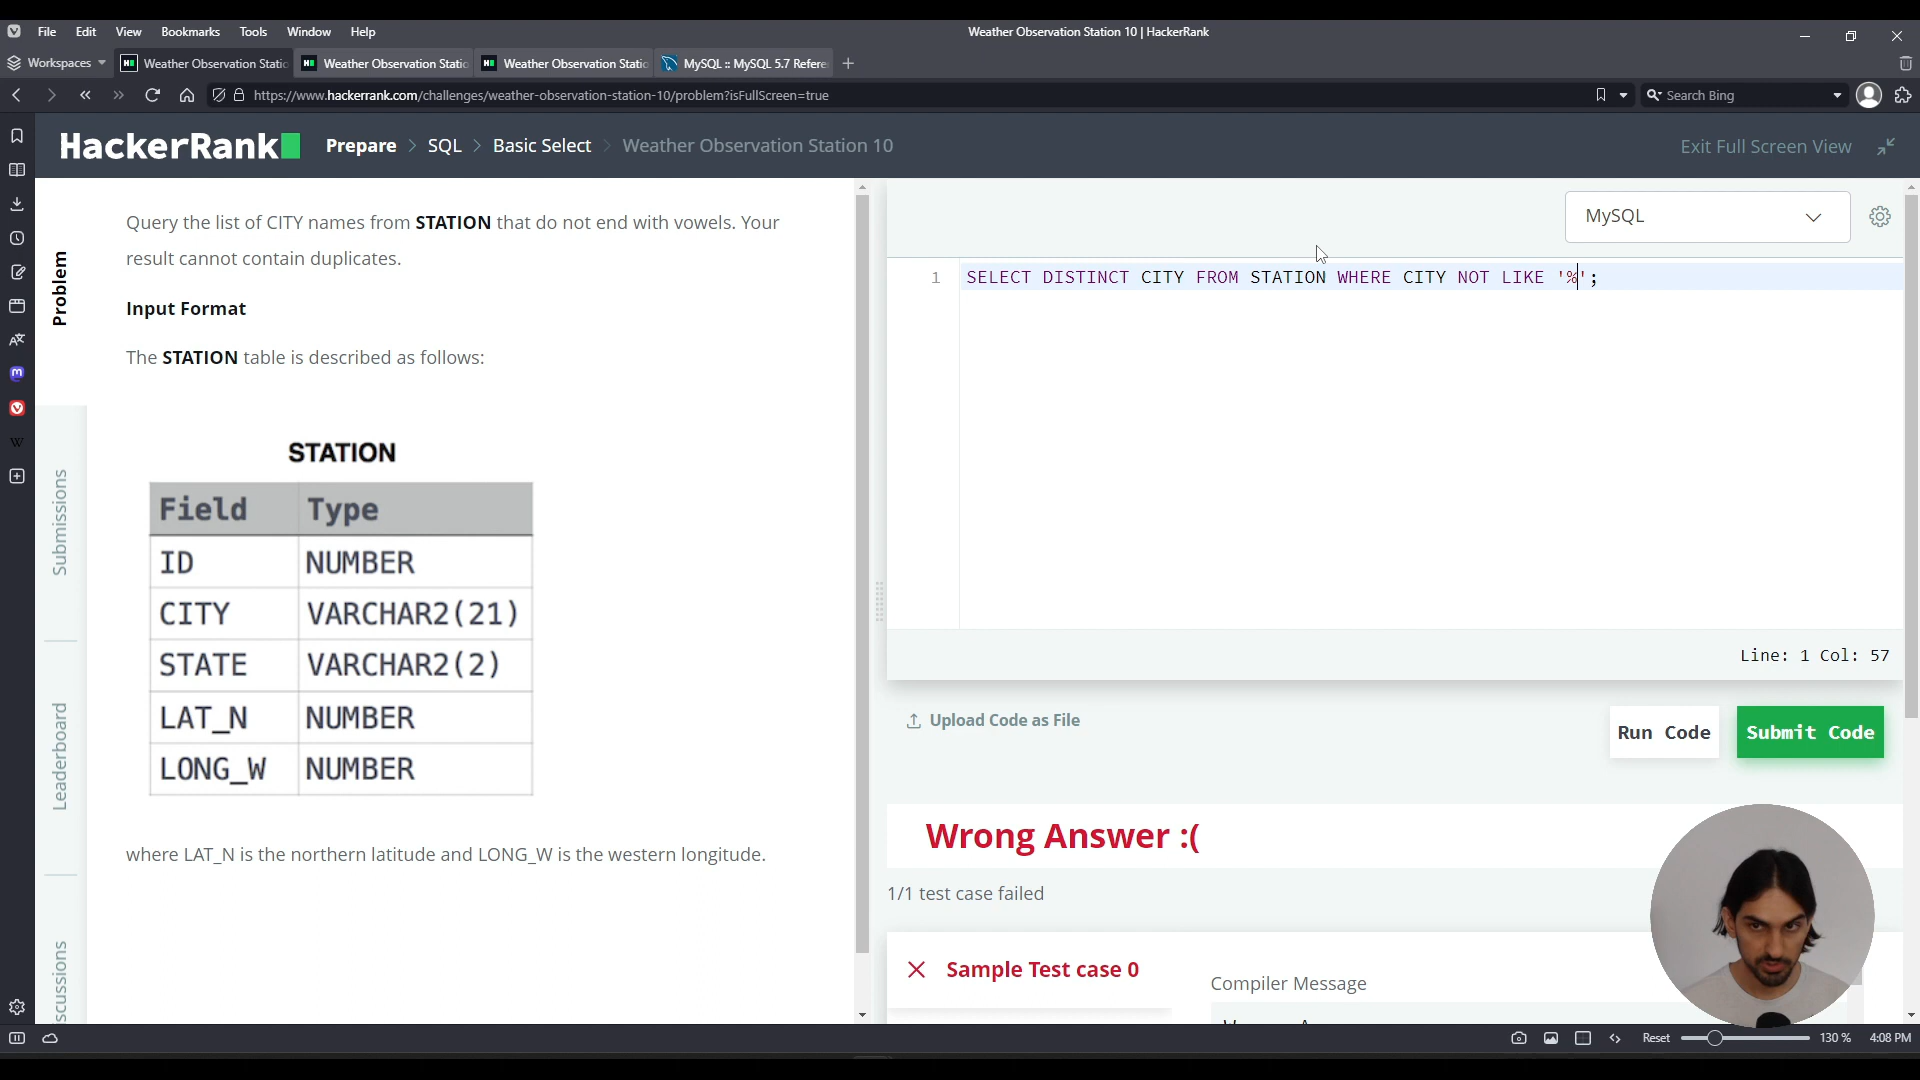 File Edit View Bookmarks Tools Window Help
Weather Observation Station 10 | HackerRank
Workspaces
Weather Observation Static
Weather Observation Static
Weather Observation Static
MySQL :: MySQL 5.7 Refere
https://www.hackerrank.com/challenges/weather-observation-station-10/problem?isFullScreen=true
Search Bing
HackerRank
Prepare > SQL > Basic Select > Weather Observation Station 10
Exit Full Screen View
Problem
Submissions
Leaderboard
scussions
Query the list of CITY names from STATION that do not end with vowels. Your
result cannot contain duplicates.
Input Format
The STATION table is described as follows:
STATION
Field Type
ID NUMBER
CITY VARCHAR2(21)
STATE VARCHAR2(2)
LAT_N NUMBER
LONG_W NUMBER
where LAT_N is the northern latitude and LONG_W is the western longitude.
MySQL
1 SELECT DISTINCT CITY FROM STATION WHERE CITY NOT LIKE '%';
Line: 1 Col: 57
Upload Code as File
Run Code
Submit Code
Wrong Answer :(
1/1 test case failed
Sample Test case 0
Compiler Message
Reset
130 %
4:08 PM